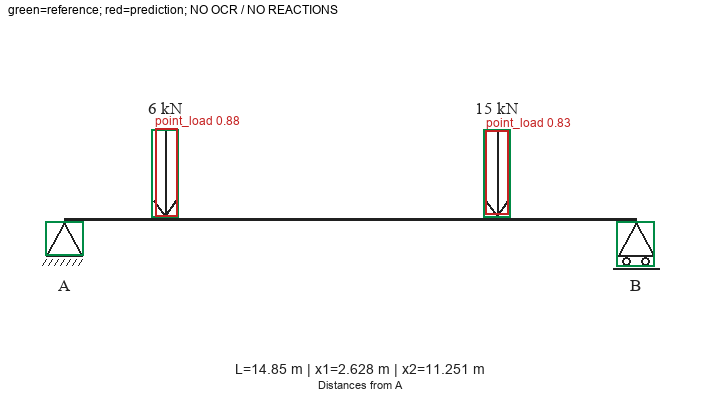 green=reference; red=prediction; NO OCR / NO REACTIONS
6 kN
15 kN
point_load 0.88
point_load 0.83
A
B
L=14.85 m | x1=2.628 m | x2=11.251 m
Distances from A